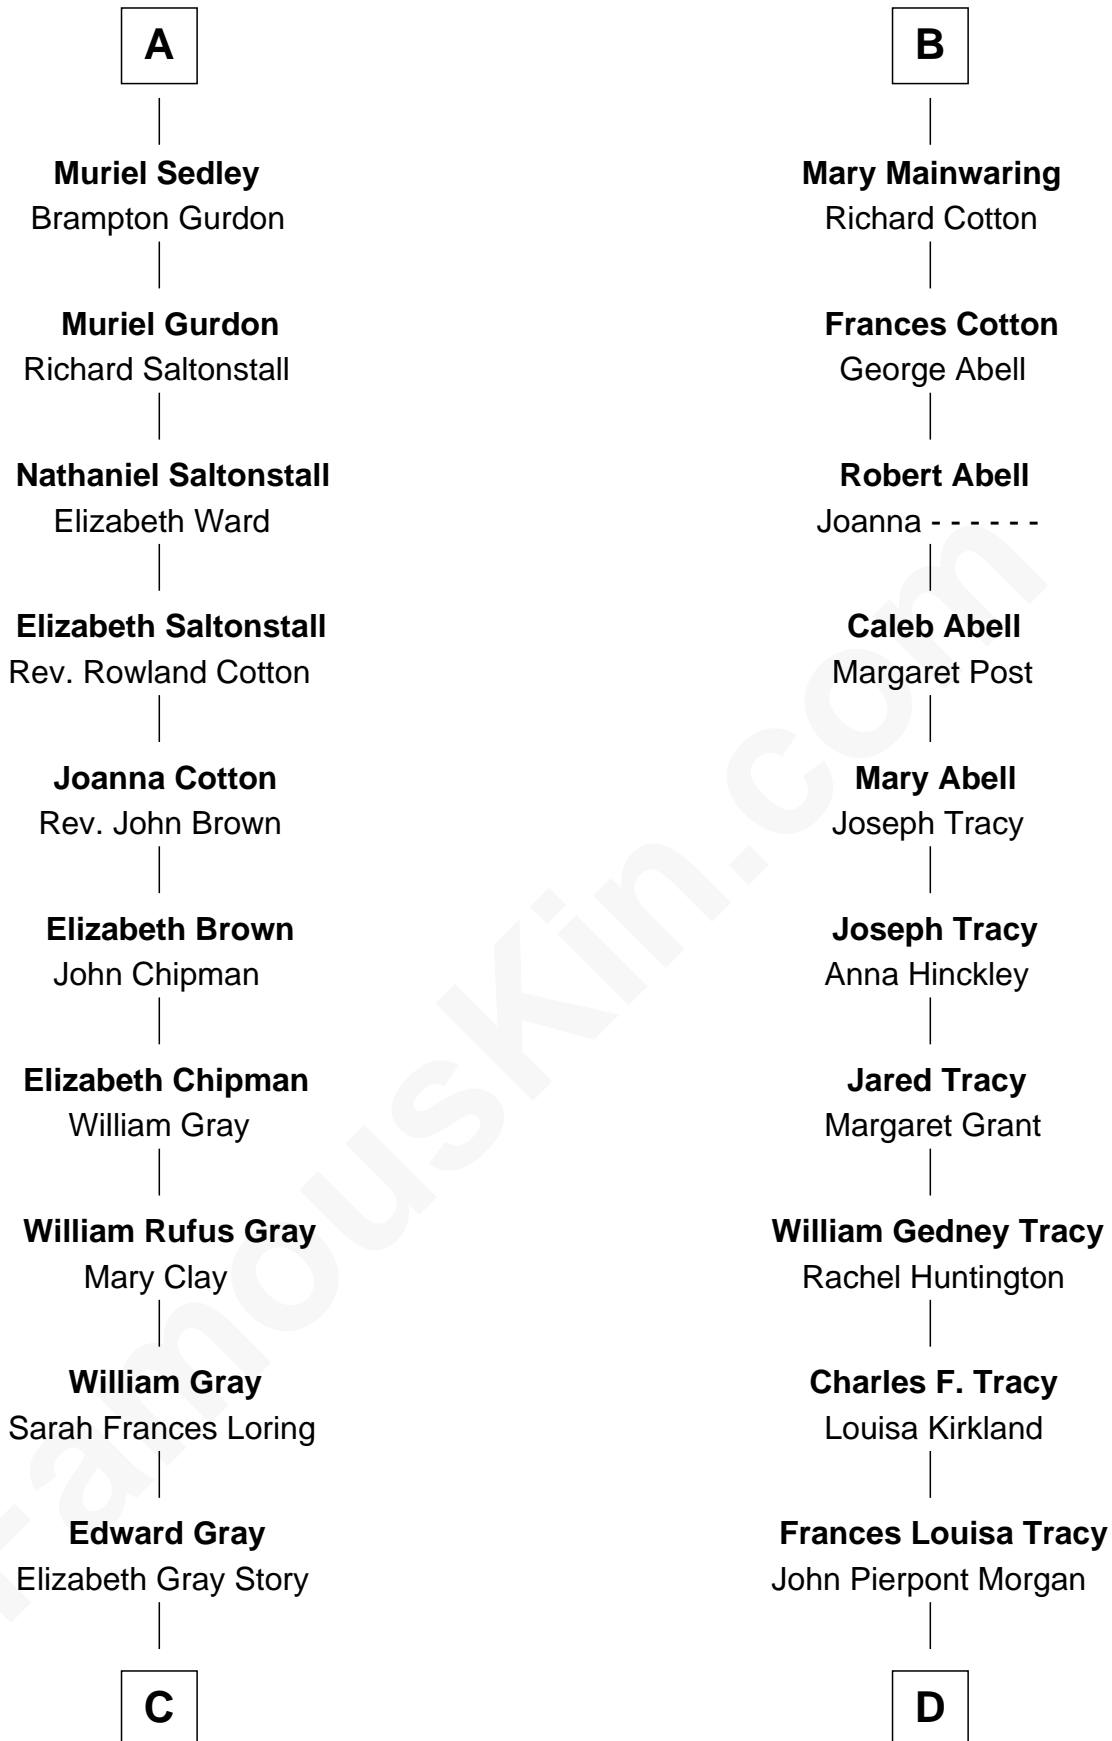 A
B
Muriel Sedley
Brampton Gurdon
Mary Mainwaring
Richard Cotton
Muriel Gurdon
Richard Saltonstall
Frances Cotton
George Abell
Nathaniel Saltonstall
Elizabeth Ward
Robert Abell
Joanna - - - - - -
Elizabeth Saltonstall
Rev. Rowland Cotton
Caleb Abell
Margaret Post
Joanna Cotton
Rev. John Brown
Mary Abell
Joseph Tracy
Elizabeth Brown
John Chipman
Joseph Tracy
Anna Hinckley
Elizabeth Chipman
William Gray
Jared Tracy
Margaret Grant
William Rufus Gray
Mary Clay
William Gedney Tracy
Rachel Huntington
William Gray
Sarah Frances Loring
Charles F. Tracy
Louisa Kirkland
Edward Gray
Elizabeth Gray Story
Frances Louisa Tracy
John Pierpont Morgan
C
D
FamousKin.com